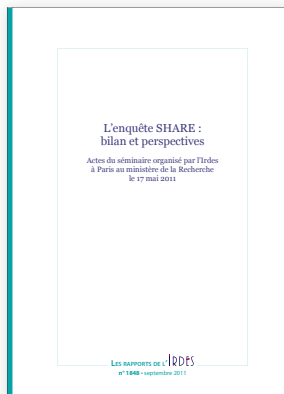 L'enquête SHARE :
bilan et perspectives
Actes du séminaire organisé par l'Irdes
à Paris au ministère de la Recherche
le 17 mai 2011
LES RAPPORTS DE L'IRDES
n° 1848 • septembre 2011